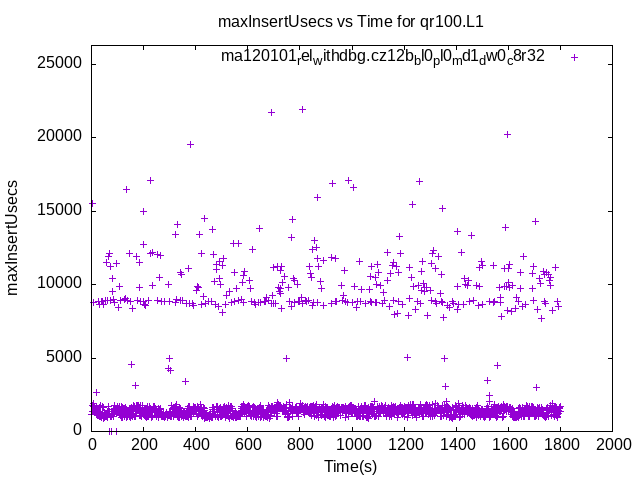 maxInsertUsecs vs Time for qr100.L1
ma120101_rel_withdbg.cz12b_bl0_pl0_md1_dw0_c8r32
25000
20000
15000
10000
5000
0
maxInsertUsecs
0 200 400 600 800 1000 1200 1400 1600 1800 2000
Time(s)